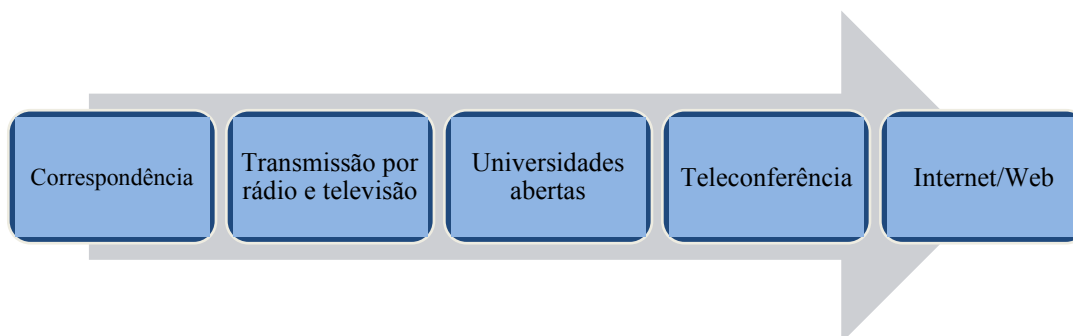 Correspondência
Transmissão por
rádio e televisão
Universidades
abertas
Teleconferência
Internet/Web